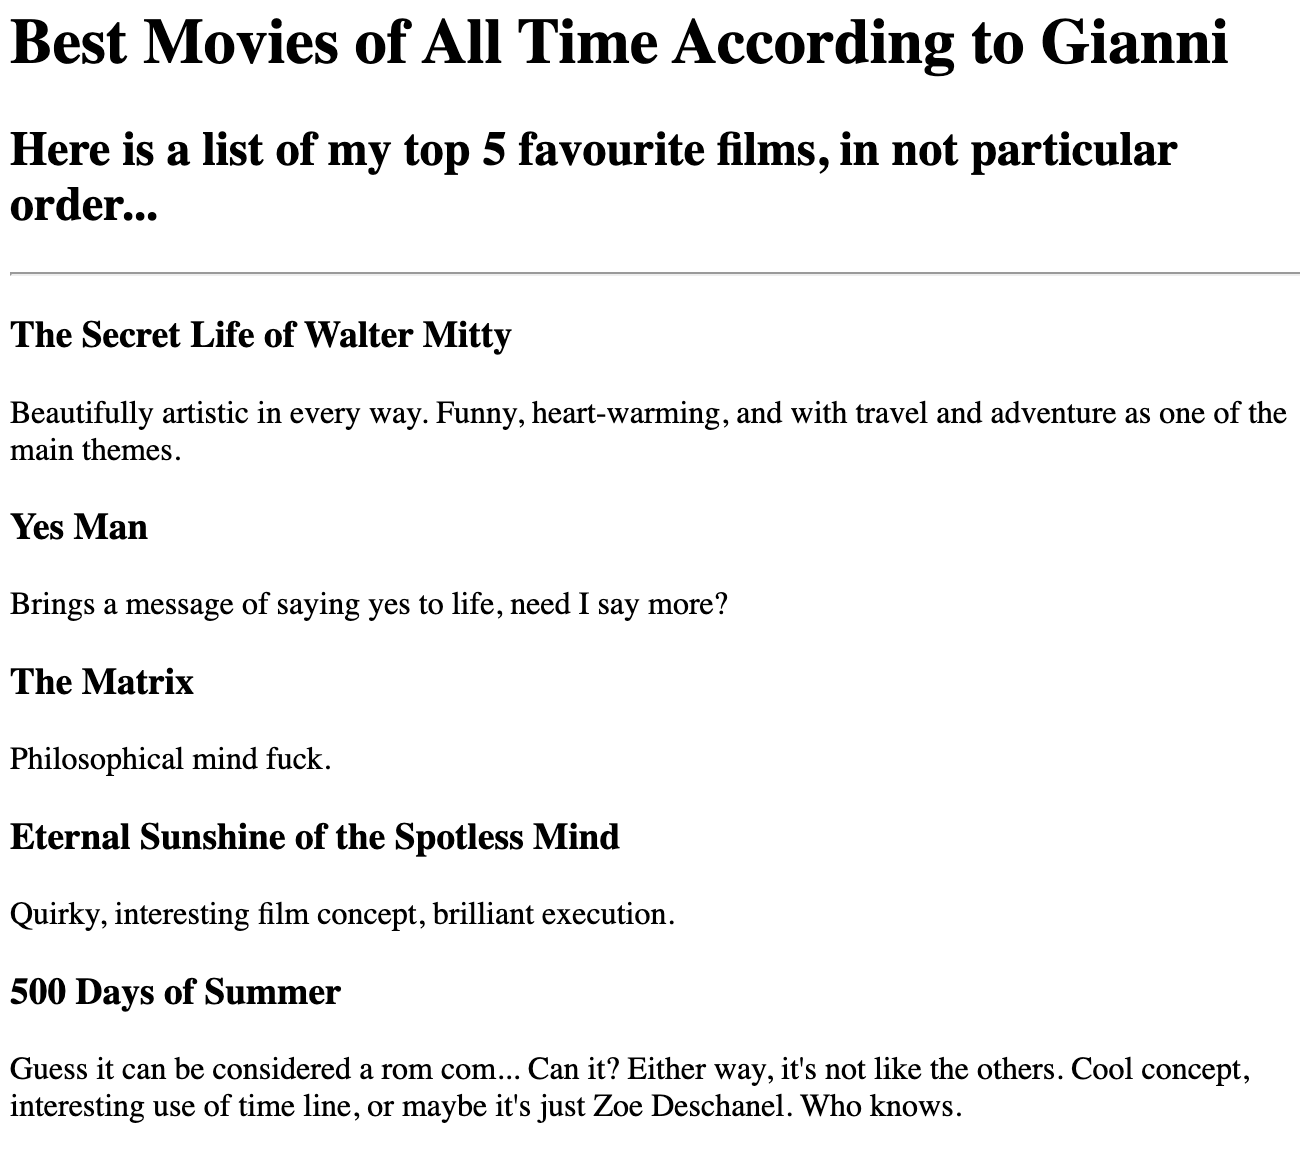 Best Movies of All Time According to Gianni
Here is a list of my top 5 favourite films, in not particular
order...
The Secret Life of Walter Mitty
Beautifully artistic in every way. Funny, heart-warming, and with travel and adventure as one of the
main themes.
Yes Man
Brings a message of saying yes to life, need I say more?
The Matrix
Philosophical mind fuck.
Eternal Sunshine of the Spotless Mind
Quirky, interesting film concept, brilliant execution.
500 Days of Summer
Guess it can be considered a rom com... Can it? Either way, it's not like the others. Cool concept,
interesting use of time line, or maybe it's just Zoe Deschanel. Who knows.